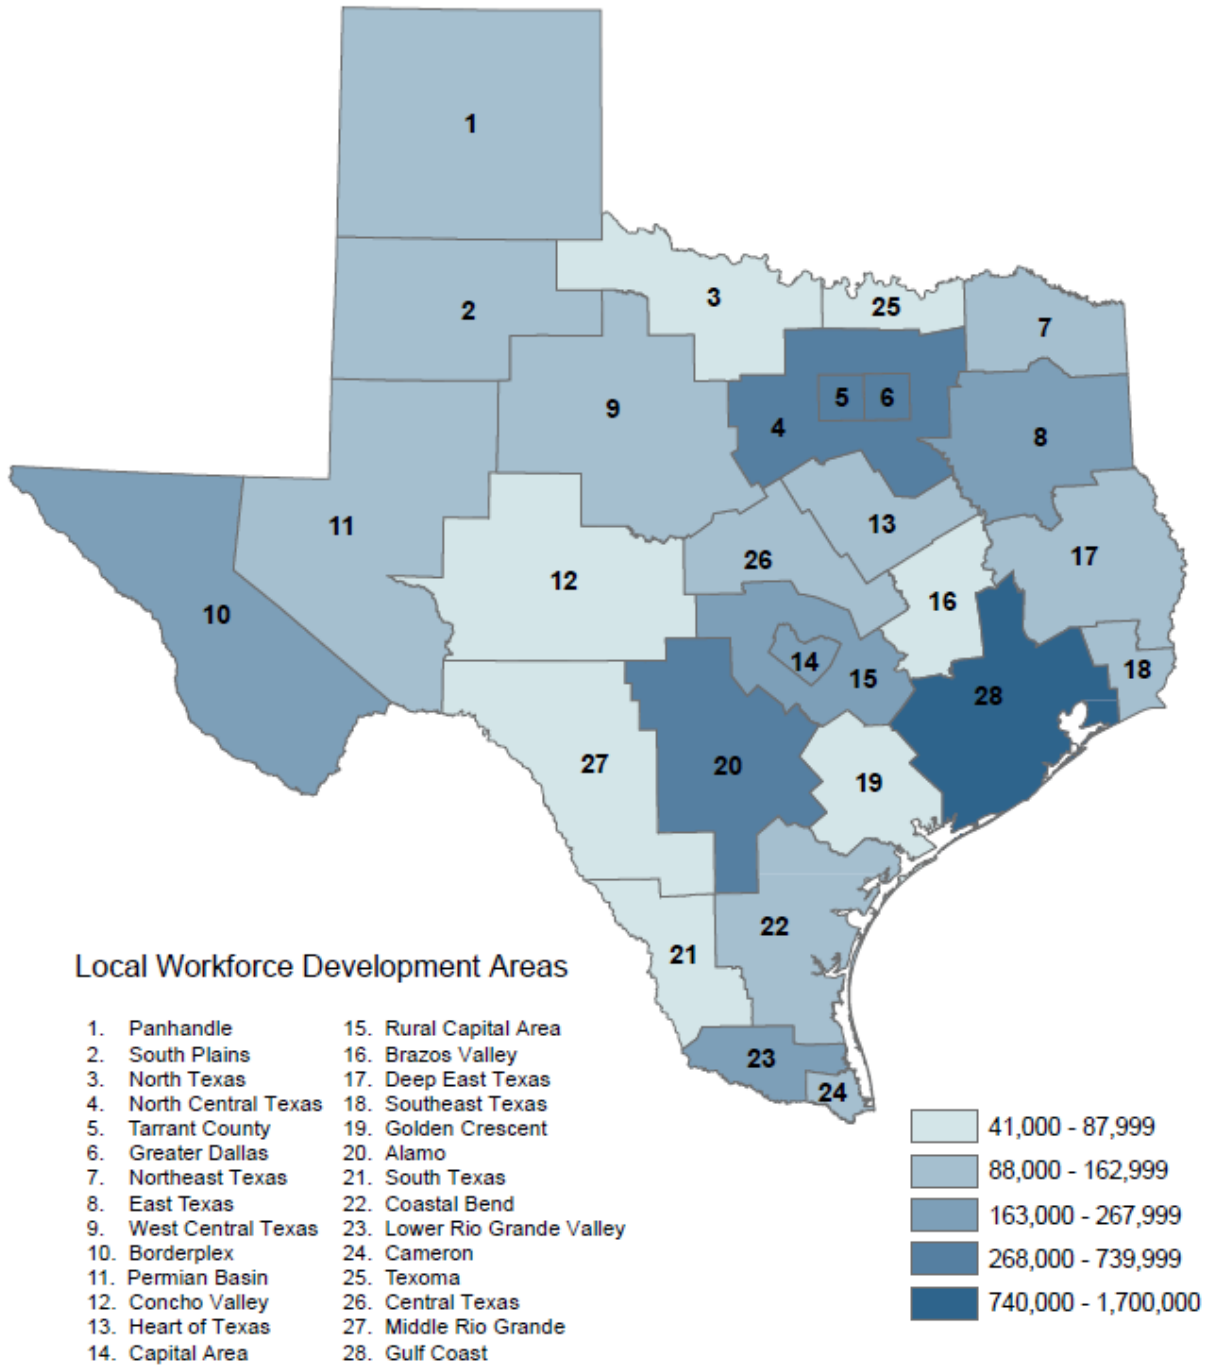 1
2
3
25
7
9
5
6
4
8
11
13
26
17
12
16
10
14
15
18
28
27
20
19
22
21
23
24
Local Workforce Development Areas
1. Panhandle
2. South Plains
3. North Texas
4. North Central Texas
5. Tarrant County
6. Greater Dallas
7. Northeast Texas
8. East Texas
9. West Central Texas
10. Borderplex
11. Permian Basin
12. Concho Valley
13. Heart of Texas
14. Capital Area
15. Rural Capital Area
16. Brazos Valley
17. Deep East Texas
18. Southeast Texas
19. Golden Crescent
20. Alamo
21. South Texas
22. Coastal Bend
23. Lower Rio Grande Valley
24. Cameron
25. Texoma
26. Central Texas
27. Middle Rio Grande
28. Gulf Coast
41,000 - 87,999
88,000 - 162,999
163,000 - 267,999
268,000 - 739,999
740,000 - 1,700,000